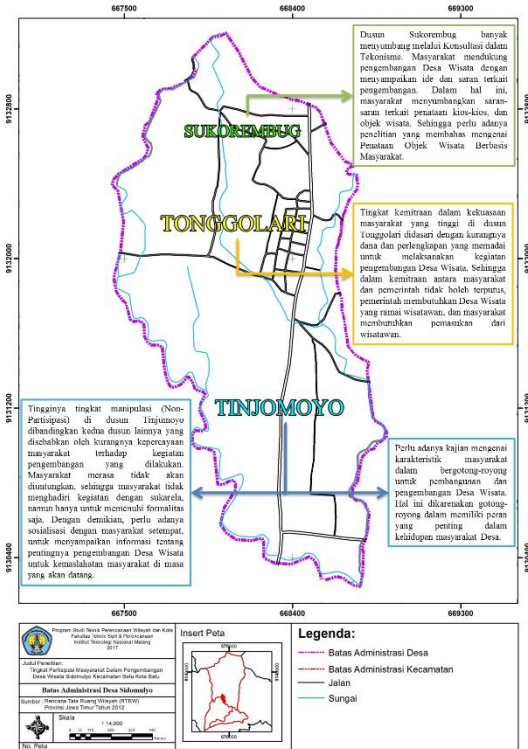 667500 668400 669300
9132800
9132000
9131200
9130400
9132800
9132000
9131200
9130400
Dusun Sukorembug banyak
menyumbang melalui Konsultasi dalam
Tekonisme. Masyarakat mendukung
pengembangan Desa Wisata dengan
menyampaikan ide dan saran terkait
pengembangan. Dalam hal ini,
masyarakat menyumbangkan saran-
saran terkait penataan kios-kios, dan
objek wisata. Sehingga perlu adanya
penelitian yang membahas mengenai
Penataan Objek Wisata Berbasis
Masyarakat.
SUKOREMBUG
TONGGOLARI
Tingkat kemitraan dalam kekuasaan
masyarakat yang tinggi di dusun
Tonggolari didasari dengan kurangnya
dana dan perlengkapan yang memadai
untuk melaksanakan kegiatan
pengembangan Desa Wisata. Sehingga
dalam kemitraan antara masyarakat
dan pemerintah tidak boleh terputus,
pemerintah membutuhkan Desa Wisata
yang ramai wisatawan, dan masyarakat
membutuhkan pemasukan dari
wisatawan.
TINJOMOYO
Tingginya tingkat manipulasi (Non-
Partisipasi) di dusun Tinjumoyo
dibandingkan kedua dusun lainnya yang
disebabkan oleh kurangnya kepercayaan
masyarakat terhadap kegiatan
pengembangan yang dilakukan.
Masyarakat merasa tidak akan
diuntungkan, sehingga masyarakat tidak
menghadiri kegiatan dengan sukarela,
namun hanya untuk memenuhi formalitas
saja. Dengan demikian, perlu adanya
sosialisasi dengan masyarakat setempat,
untuk menyampaikan informasi tentang
pentingnya pengembangan Desa Wisata
untuk kemaslahatan masyarakat di masa
yang akan datang.
Perlu adanya kajian mengenai
karakteristik masyarakat
dalam bergotong-royong
untuk pembangunan dan
pengembangan Desa Wisata.
Hal ini dikarenakan gotong-
royong dalam memiliki peran
yang penting dalam
kehidupan masyarakat Desa.
667500 668400 669300
Program Studi Teknik Perencanaan Wilayah dan Kota
Fakultas Teknik Sipil & Perencanaan
Institut Teknologi Nasional Malang
2017
Judul Penelitian:
Tingkat Partisipasi Masyarakat Dalam Pengembangan
Desa Wisata Sidomulyo Kecamatan Batu Kota Batu
Batas Administrasi Desa Sidomulyo
Sumber : Rencana Tata Ruang Wilayah (RTRW)
Provinsi Jawa Timur Tahun 2012
Skala
1:14,000
No. Peta
Insert Peta
Legenda:
Batas Administrasi Desa
Batas Administrasi Kecamatan
Jalan
Sungai